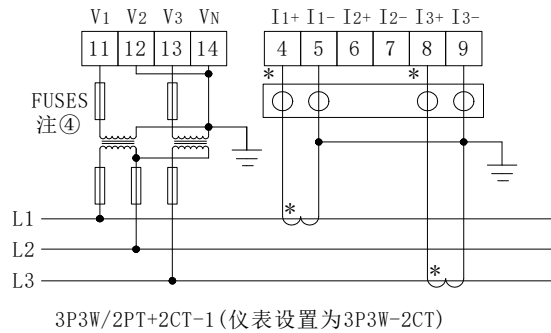 V1 V2 V3 VN I1+ I1- I2+ I2- I3+ I3-
11 12 13 14 4 5 6 7 8 9
* *
FUSES
注④
* L1
L2
* L3
3P3W/2PT+2CT-1(仪表设置为3P3W-2CT)